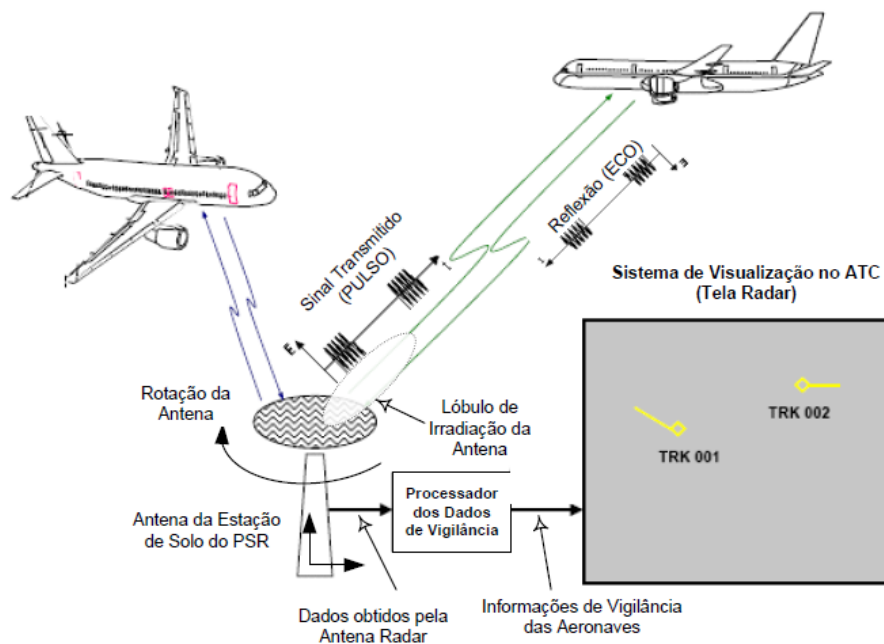 Sinal Transmitido
(PULSO)
E
t
Reflexão (ECO)
E
t
Sistema de Visualização no ATC
(Tela Radar)
TRK 001
TRK 002
Rotação da
Antena
Lóbulo de
Irradiação da
Antena
Antena da Estação
de Solo do PSR
Processador
dos Dados
de Vigilância
Dados obtidos pela
Antena Radar
Informações de Vigilância
das Aeronaves